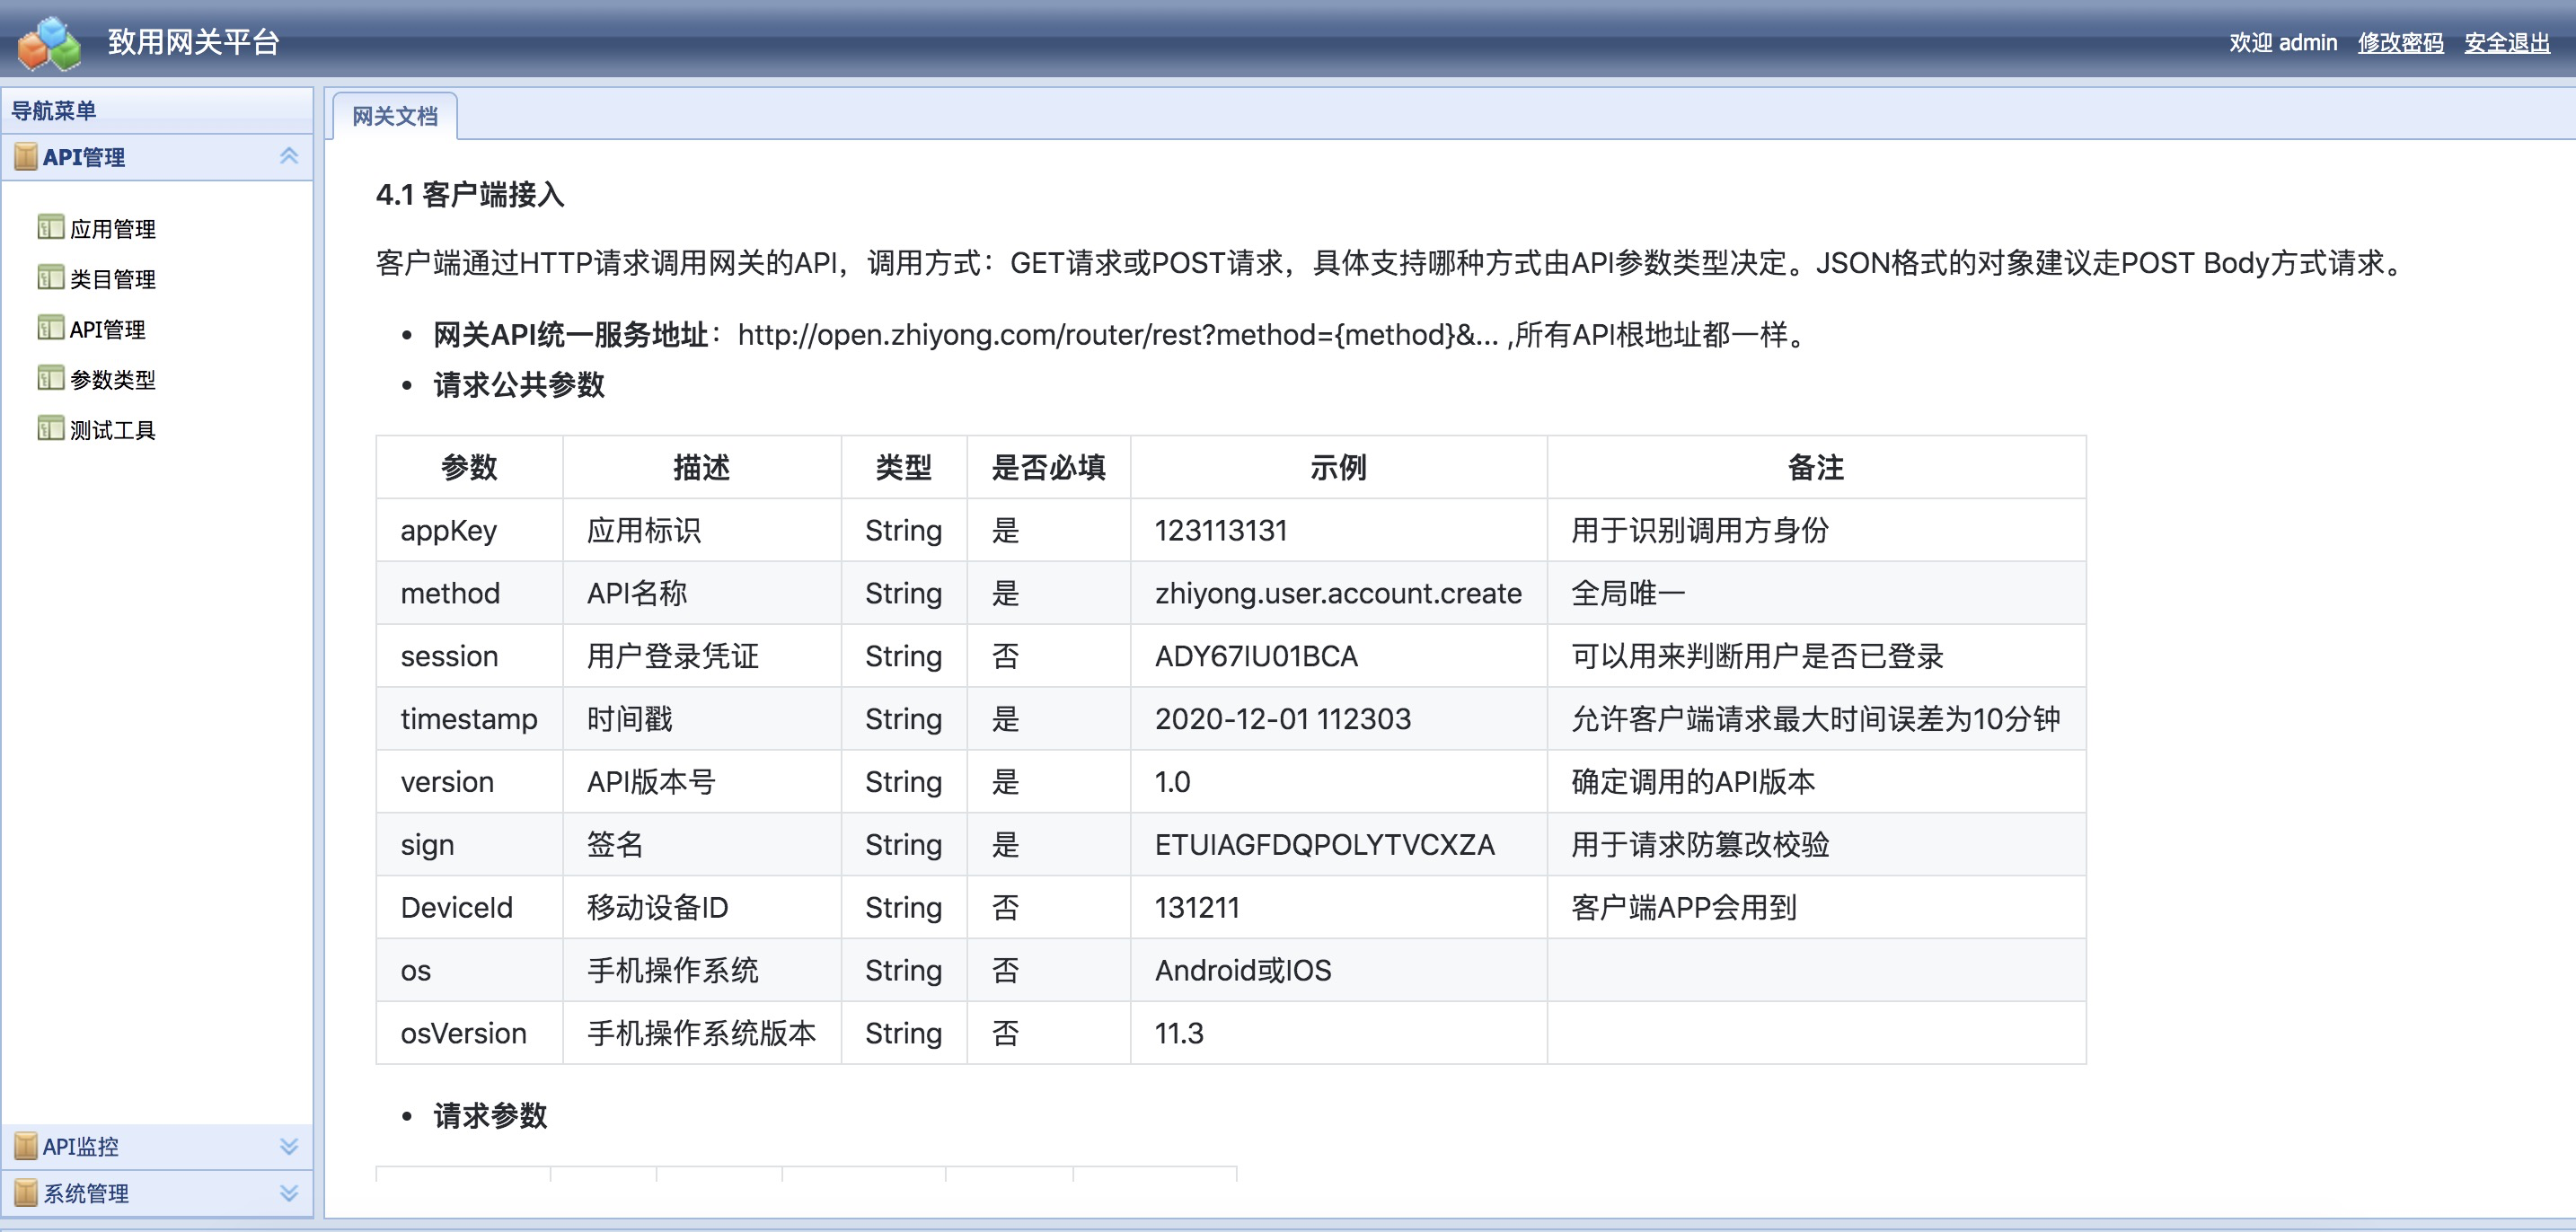 致用网关平台
欢迎 admin 修改密码 安全退出
导航菜单
API管理
应用管理
类目管理
API管理
参数类型
测试工具
API监控
系统管理
网关文档
4.1 客户端接入
客户端通过HTTP请求调用网关的API，调用方式：GET请求或POST请求，具体支持哪种方式由API参数类型决定。JSON格式的对象建议走POST Body方式请求。
• 网关API统一服务地址：http://open.zhiyong.com/router/rest?method={method}&... ,所有API根地址都一样。
• 请求公共参数
参数 描述 类型 是否必填 示例 备注
appKey 应用标识 String 是 123113131 用于识别调用方身份
method API名称 String 是 zhiyong.user.account.create 全局唯一
session 用户登录凭证 String 否 ADY67IU01BCA 可以用来判断用户是否已登录
timestamp 时间戳 String 是 2020-12-01 112303 允许客户端请求最大时间误差为10分钟
version API版本号 String 是 1.0 确定调用的API版本
sign 签名 String 是 ETUIAGFDQPOLYTVCXZA 用于请求防篡改校验
DeviceId 移动设备ID String 否 131211 客户端APP会用到
os 手机操作系统 String 否 Android或IOS
osVersion 手机操作系统版本 String 否 11.3
• 请求参数